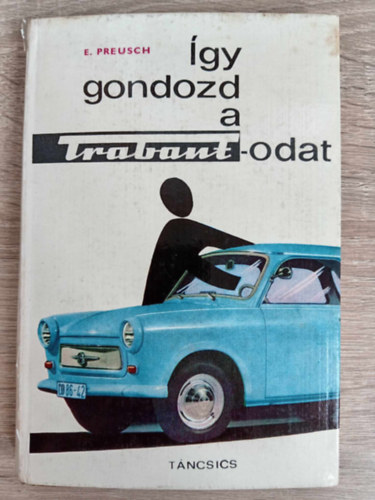 E. PREUSCH
Így
gondozd
a
Trabant-odat
TÁNCSICS